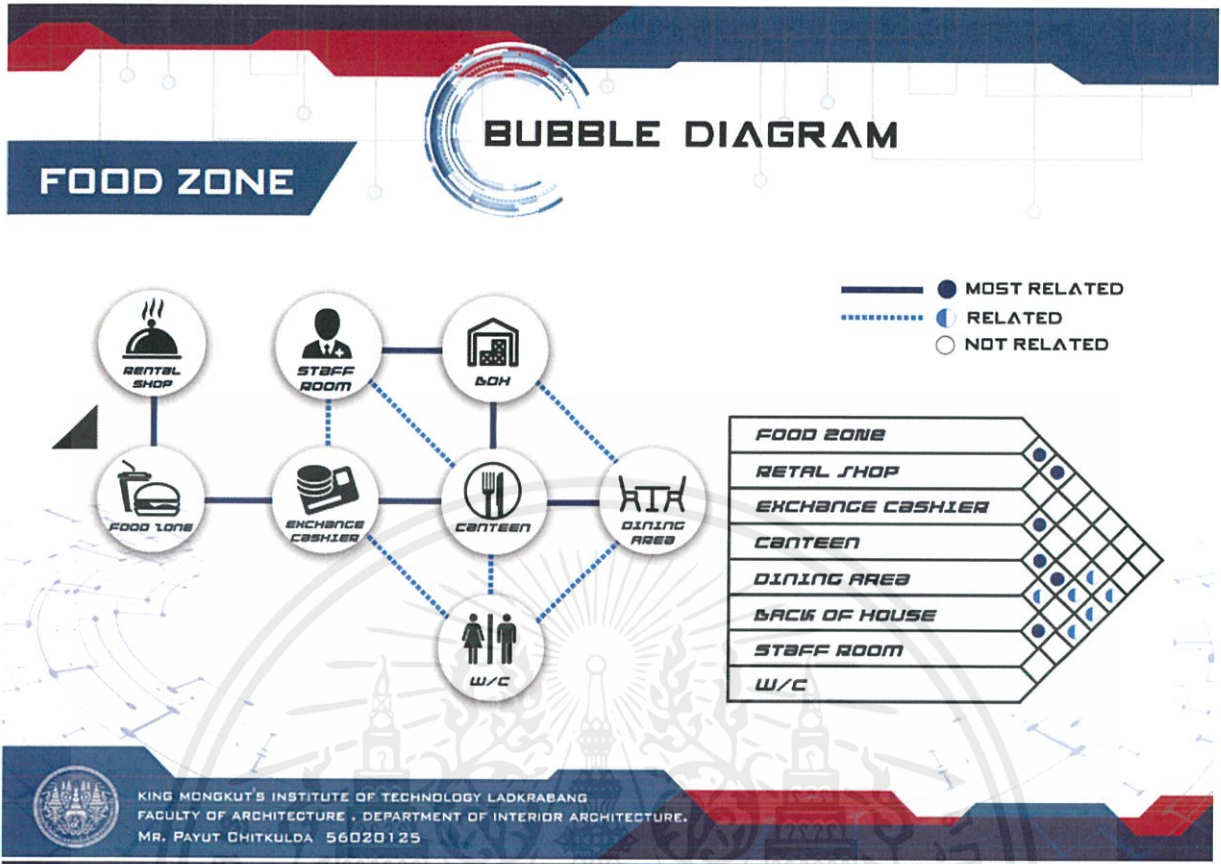 BUBBLE DIAGRAM
FOOD ZONE
MOST RELATED
RELATED
NOT RELATED
RENTAL
SHOP
STAFF
ROOM
BOH
FOOD ZONE
EXCHANGE
CASHIER
CANTEEN
DINING
AREA
W/C
FOOD ZONE
RETAL SHOP
EXCHANGE CASHIER
CANTEEN
DINING AREA
BACK OF HOUSE
STAFF ROOM
W/C
KING MONGKUT'S INSTITUTE OF TECHNOLOGY LADKRABANG
FACULTY OF ARCHITECTURE . DEPARTMENT OF INTERIOR ARCHITECTURE.
MR. PAYUT CHITKULDA 56020125